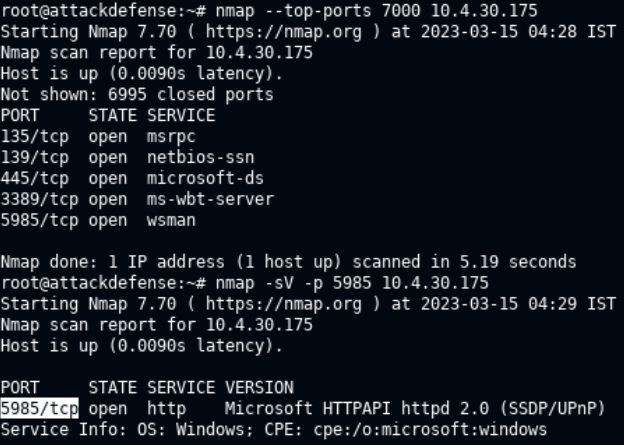 root@attackdefense:~# nmap --top-ports 7000 10.4.30.175
Starting Nmap 7.70 ( https://nmap.org ) at 2023-03-15 04:28 IST
Nmap scan report for 10.4.30.175
Host is up (0.0090s latency).
Not shown: 6995 closed ports
PORT     STATE SERVICE
135/tcp  open  msrpc
139/tcp  open  netbios-ssn
445/tcp  open  microsoft-ds
3389/tcp open  ms-wbt-server
5985/tcp open  wsman

Nmap done: 1 IP address (1 host up) scanned in 5.19 seconds
root@attackdefense:~# nmap -sV -p 5985 10.4.30.175
Starting Nmap 7.70 ( https://nmap.org ) at 2023-03-15 04:29 IST
Nmap scan report for 10.4.30.175
Host is up (0.0090s latency).

PORT     STATE SERVICE VERSION
5985/tcp open  http    Microsoft HTTPAPI httpd 2.0 (SSDP/UPnP)
Service Info: OS: Windows; CPE: cpe:/o:microsoft:windows